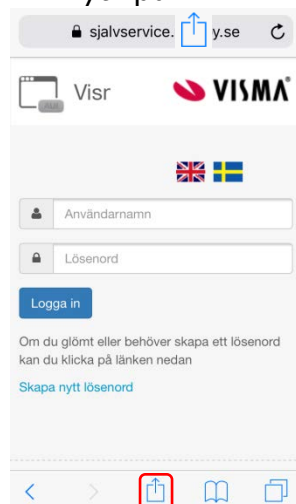 sjalvservice. y.se
Visr
VISMA
Användarnamn
Lösenord
Logga in
Om du glömt eller behöver skapa ett lösenord
kan du klicka på länken nedan
Skapa nytt lösenord